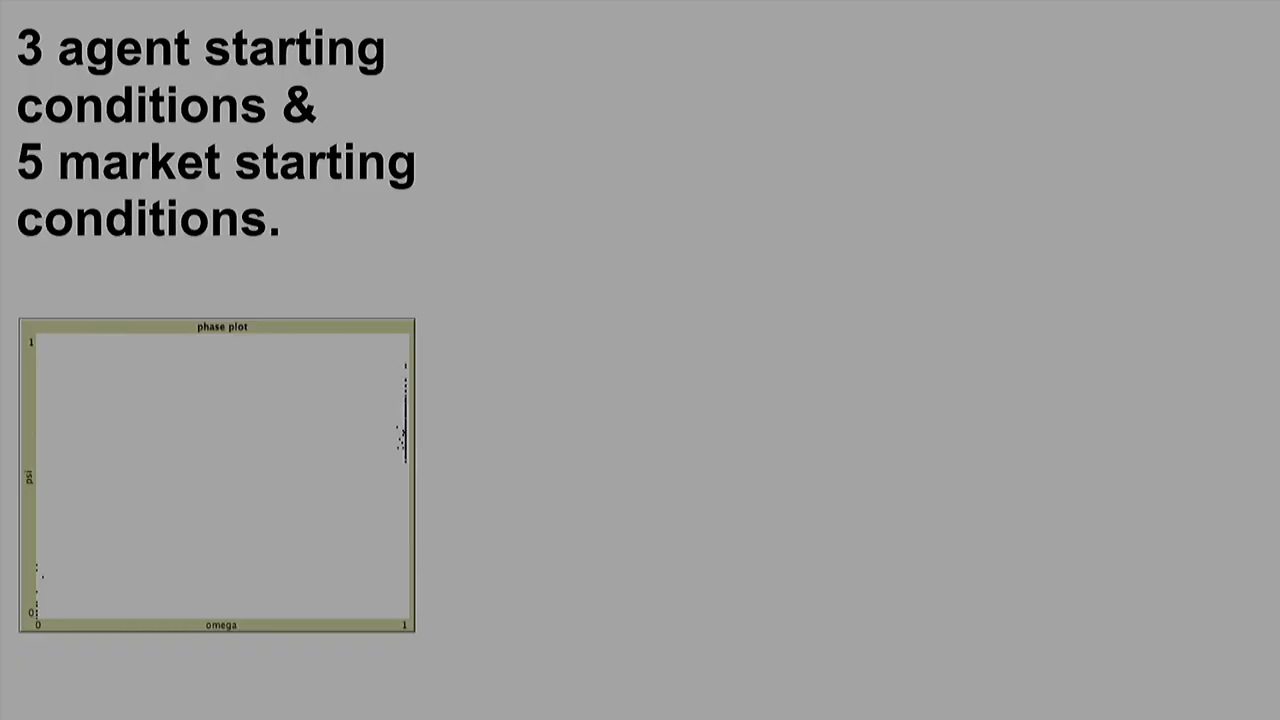 3 agent starting
conditions &
5 market starting
conditions.
phase plot
1
psi
0
0 omega 1